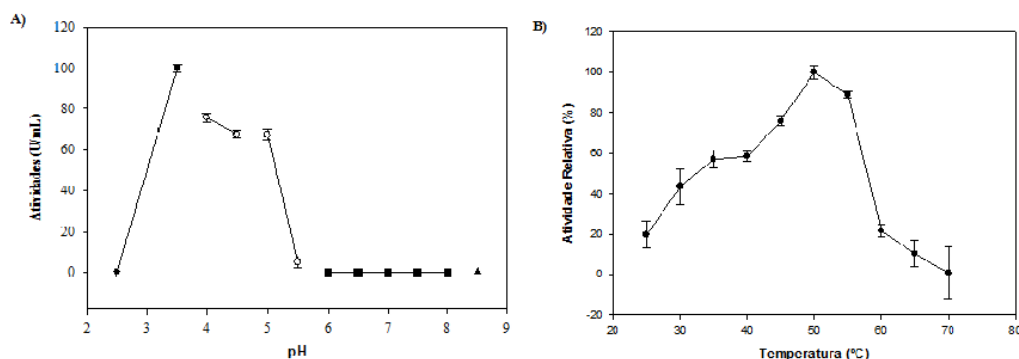 A)
120
100
80
60
40
20
0
Atividades (U/mL)
2 3 4 5 6 7 8 9
pH
B)
120
100
80
60
40
20
0
-20
Atividade Relativa (%)
20 30 40 50 60 70 80
Temperatura (ºC)